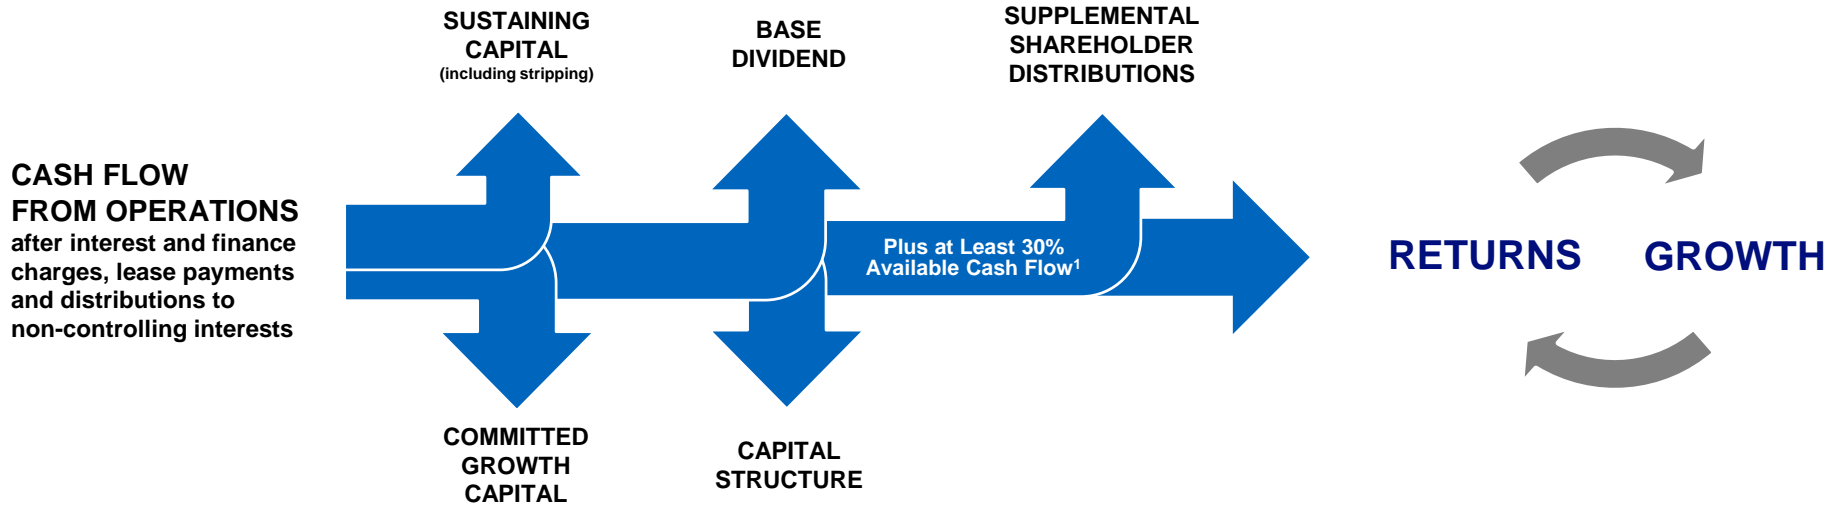 CASH FLOW
FROM OPERATIONS
after interest and finance
charges, lease payments
and distributions to
non-controlling interests
SUSTAINING
CAPITAL
(including stripping)
COMMITTED
GROWTH
CAPITAL
BASE
DIVIDEND
CAPITAL
STRUCTURE
SUPPLEMENTAL
SHAREHOLDER
DISTRIBUTIONS
Plus at Least 30%
Available Cash Flow¹
RETURNS
GROWTH